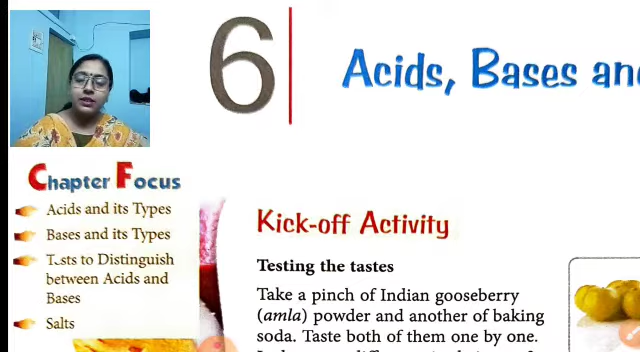 6
Acids, Bases
Chapter Focus
Acids and its Types
Bases and its Types
Tests to Distinguish
between Acids and
Bases
Salts
Kick-off Activity
Testing the tastes
Take a pinch of Indian gooseberry
(amla) powder and another of baking
soda. Taste both of them one by one.